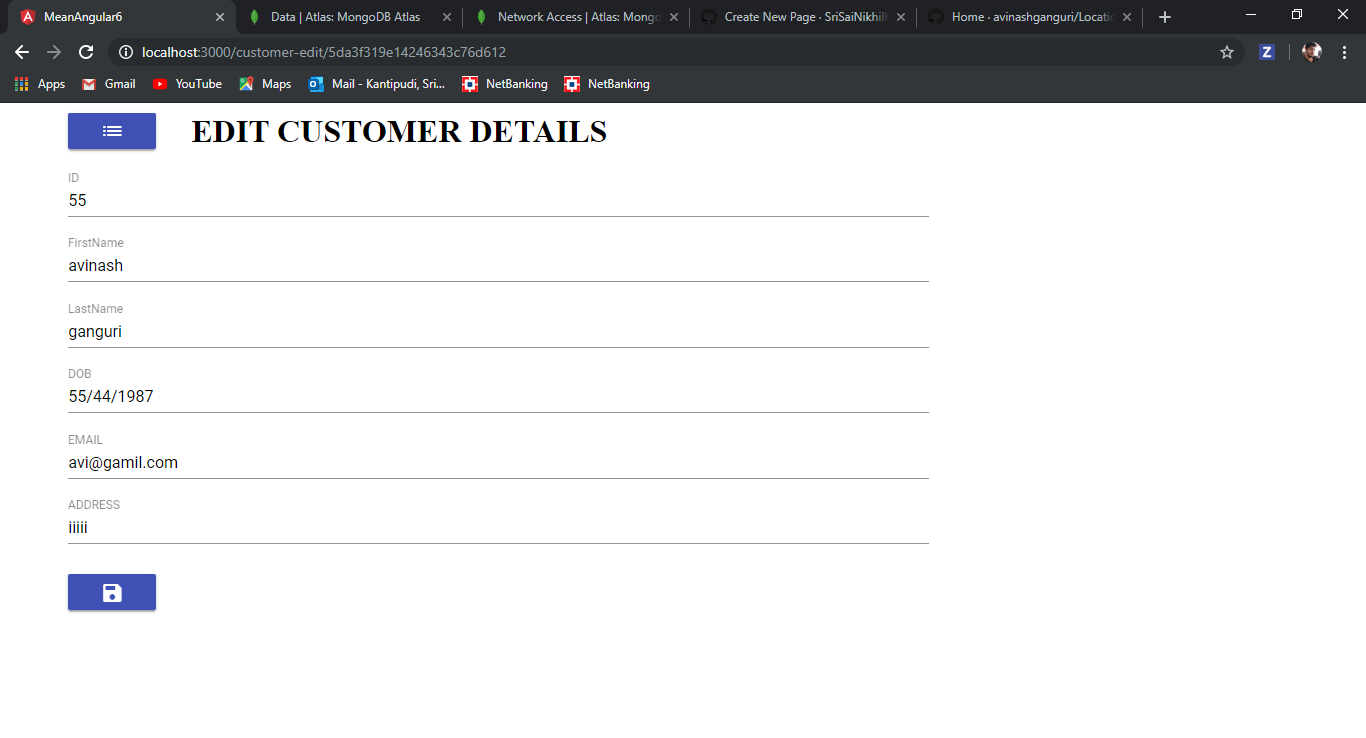 MeanAngular6
Data | Atlas: MongoDB Atlas
Network Access | Atlas: Mongo
Create New Page · SriSaiNikhil
Home · avinashganguri/Locatio
localhost:3000/customer-edit/5da3f319e14246343c76d612
Z
Apps
Gmail
YouTube
Maps
Mail - Kantipudi, Sri...
NetBanking
NetBanking
EDIT CUSTOMER DETAILS
ID
55
FirstName
avinash
LastName
ganguri
DOB
55/44/1987
EMAIL
avi@gamil.com
ADDRESS
iiiii